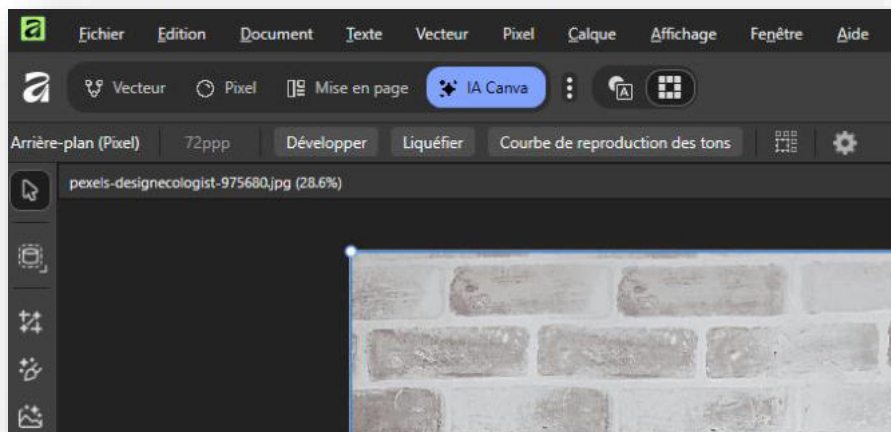 Fichier Edition Document Texte Vecteur Pixel Calque Affichage Fenêtre Aide
Vecteur Pixel Mise en page IA Canva
Arrière-plan (Pixel) 72ppp Développer Liquéfier Courbe de reproduction des tons
pexels-designecologist-975680.jpg (28.6%)